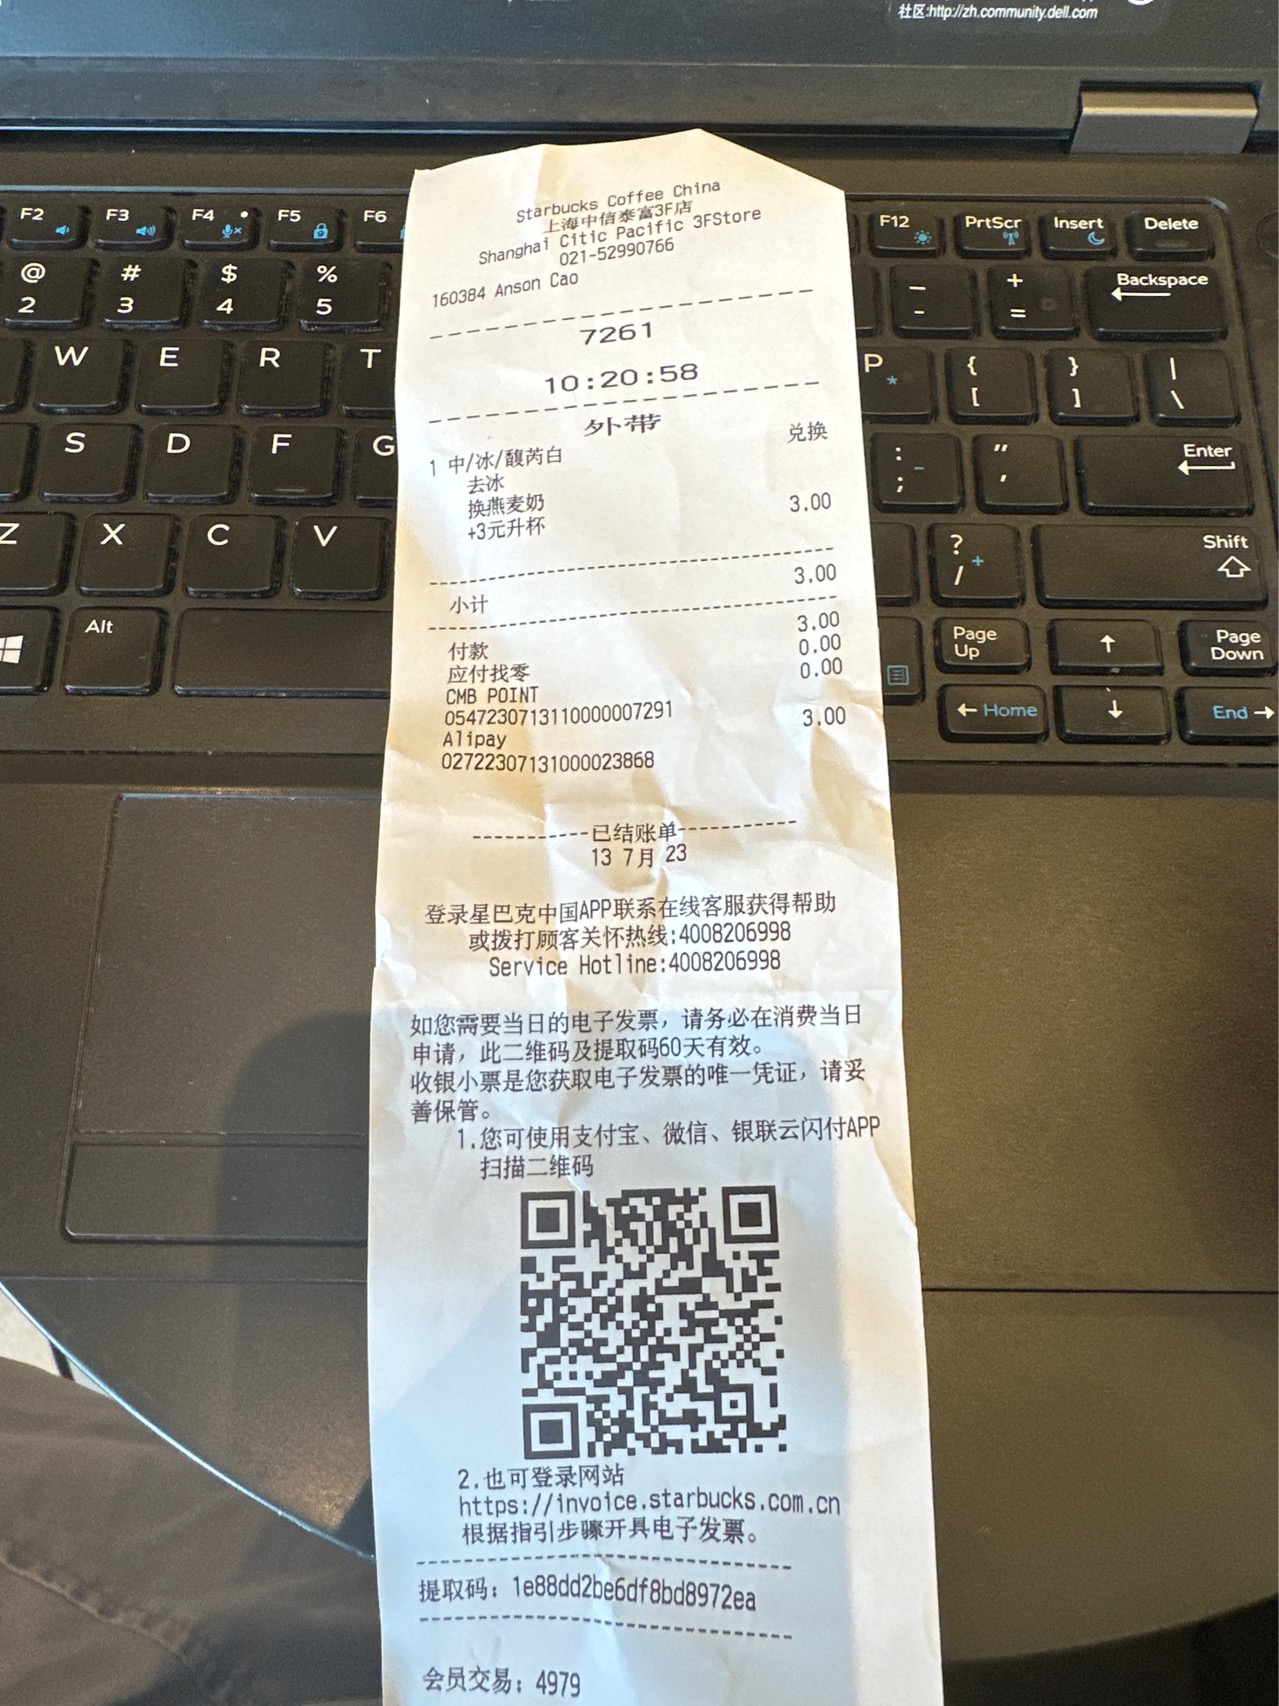 社区:http://zh.community.dell.com
F2
F3
F4
F5
F6
F12
PrtScr
Insert
Delete
@
2
#
3
$
4
%
5
_
-
+
=
Backspace
W
E
R
T
P
{
[
}
]
|
\
S
D
F
G
:
;
"
'
Enter
Z
X
C
V
?
/
Shift
Alt
Page
Up
Page
Down
Home
End
Starbucks Coffee China
上海中信泰富3F店
Shanghai Citic Pacific 3FStore
021-52990766
160384 Anson Cao
7261
10:20:58
外带
1 中/冰/馥芮白 兑换
去冰
换燕麦奶
+3元升杯 3.00
小计 3.00
付款 3.00
应付找零 0.00
CMB POINT 0.00
0547230713110000007291
Alipay 3.00
02722307131000023868
-----------已结账单-----------
13 7月 23
登录星巴克中国APP联系在线客服获得帮助
或拨打顾客关怀热线:4008206998
Service Hotline:4008206998
如您需要当日的电子发票，请务必在消费当日
申请，此二维码及提取码60天有效。
收银小票是您获取电子发票的唯一凭证，请妥
善保管。
1.您可使用支付宝、微信、银联云闪付APP
扫描二维码
2.也可登录网站
https://invoice.starbucks.com.cn
根据指引步骤开具电子发票。
提取码：1e88dd2be6df8bd8972ea
会员交易：4979